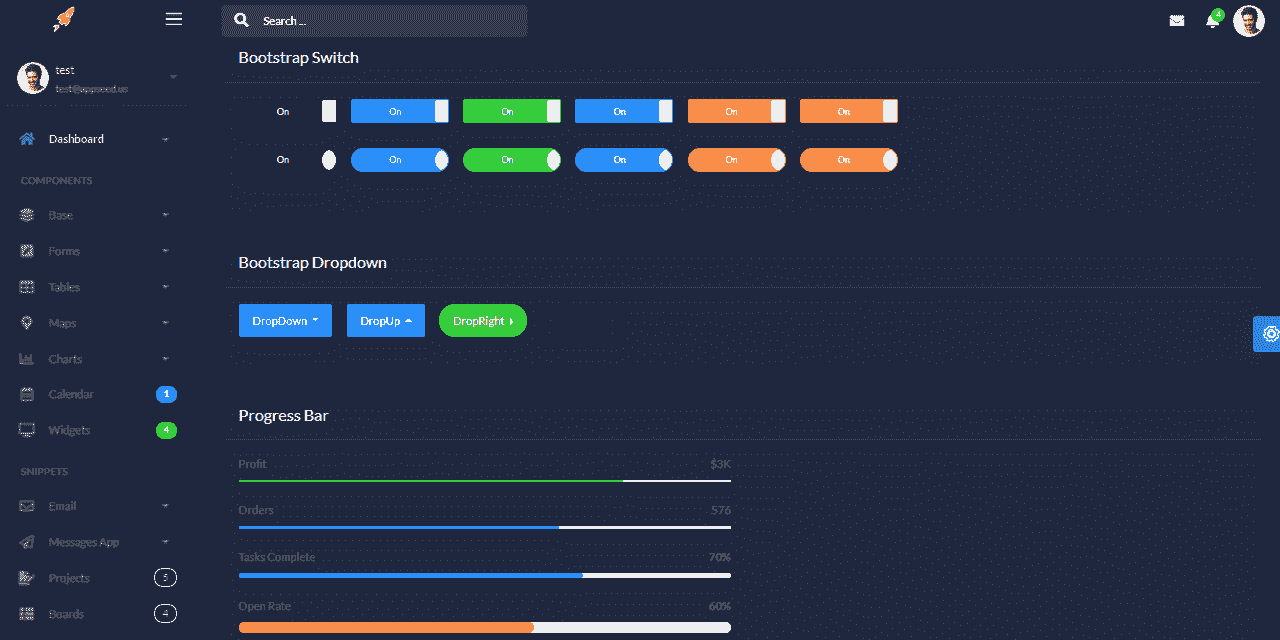 Search ...
4
test
test@appseed.us
Dashboard
COMPONENTS
Base
Forms
Tables
Maps
Charts
Calendar 1
Widgets 4
SNIPPETS
Email
Messages App
Projects 5
Boards 4
Bootstrap Switch
On On On On On On
On On On On On On
Bootstrap Dropdown
DropDown DropUp DropRight
Progress Bar
Profit $3K
Orders 576
Tasks Complete 70%
Open Rate 60%